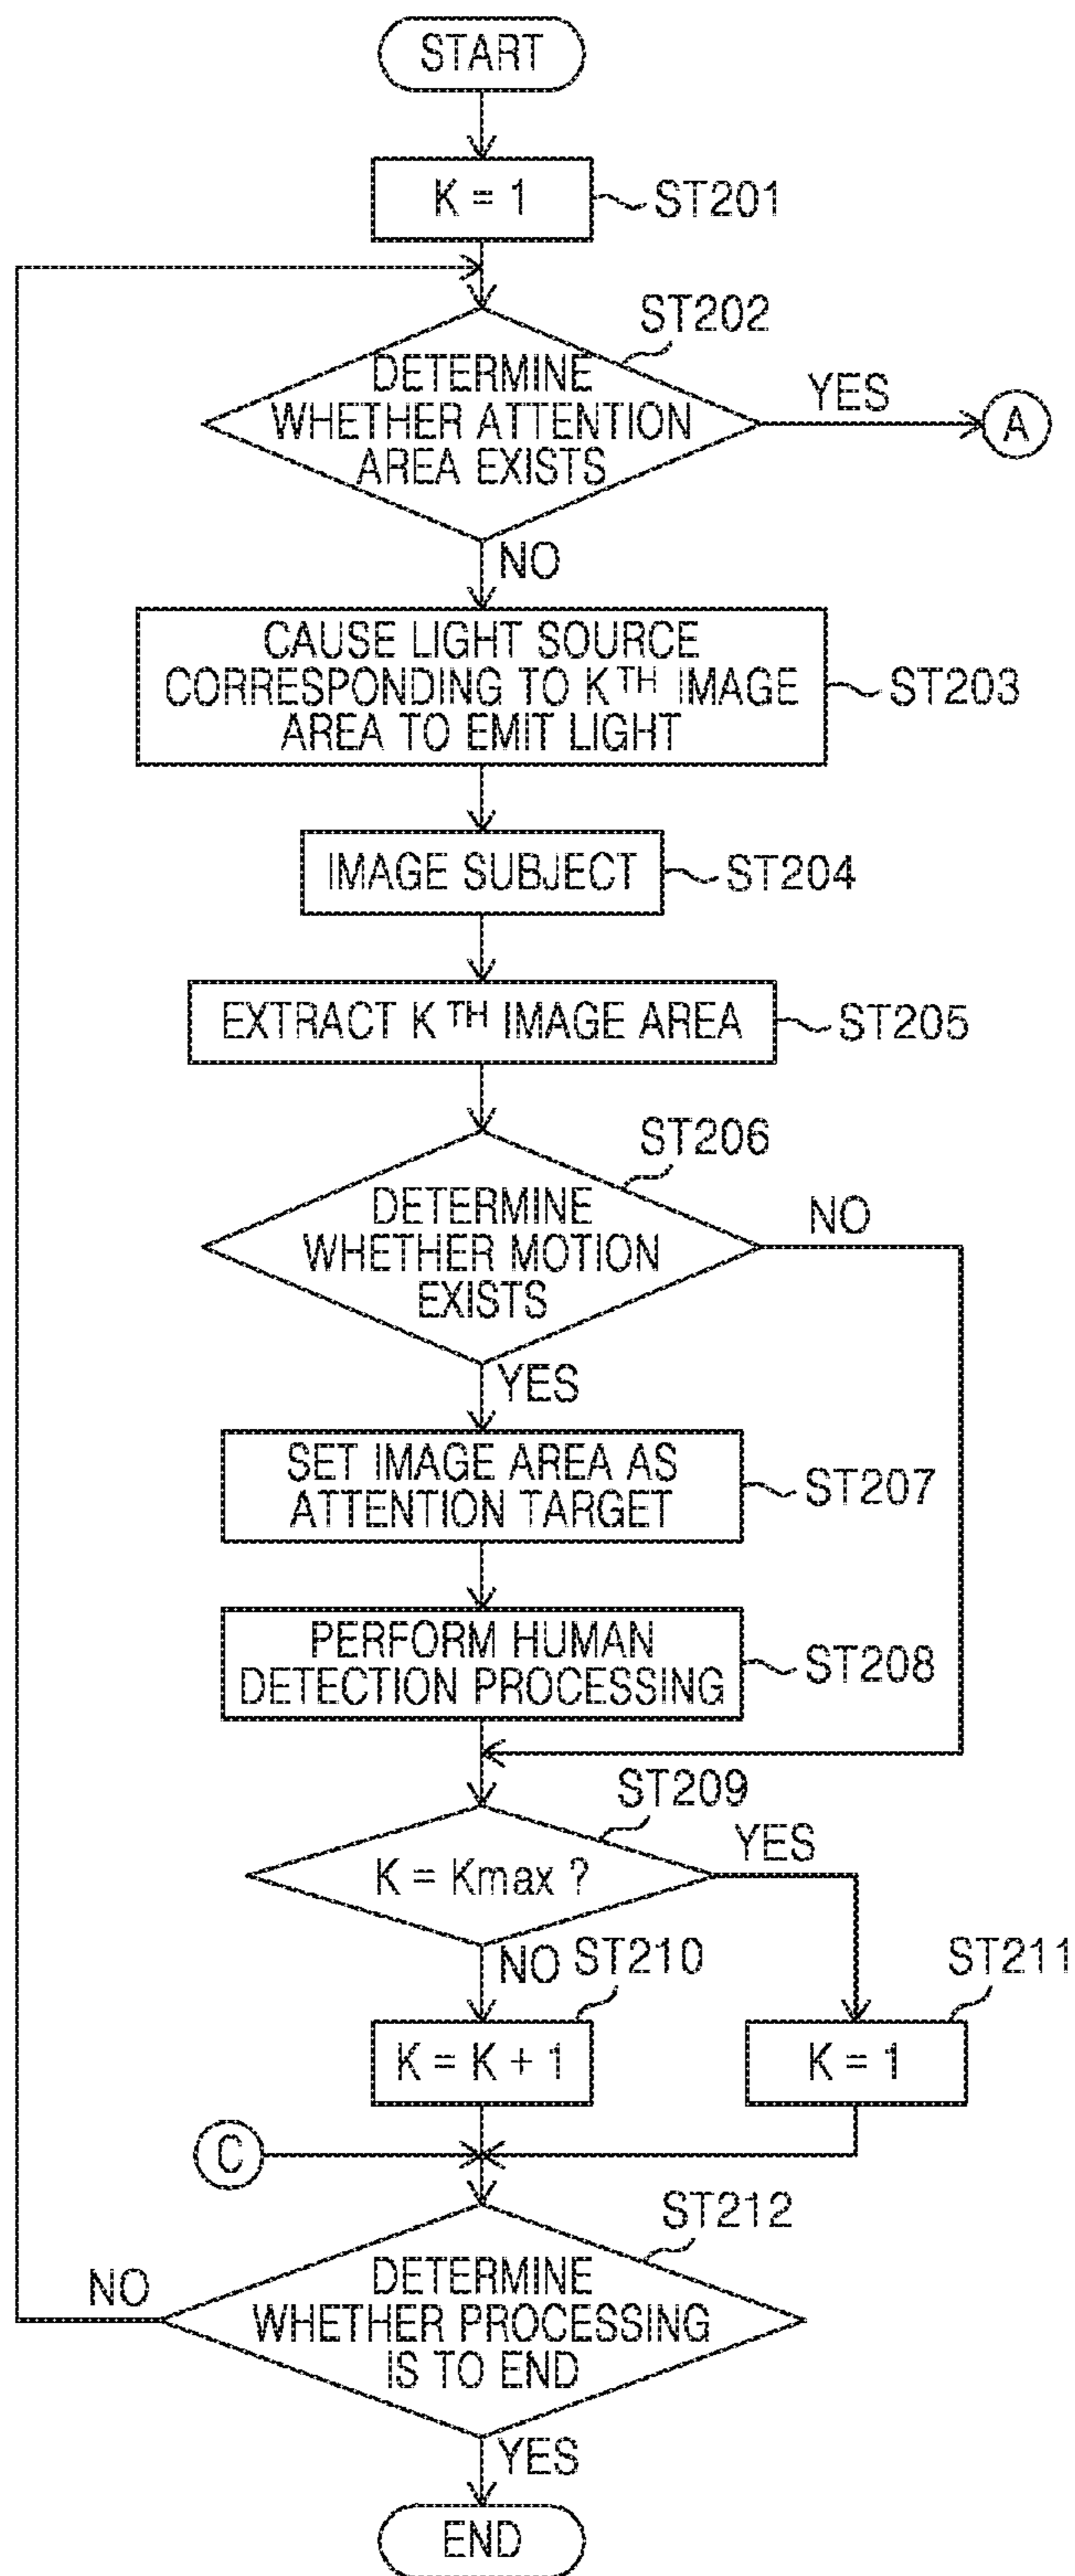 START
K = 1
ST201
ST202
DETERMINE
WHETHER ATTENTION
AREA EXISTS
YES
A
NO
CAUSE LIGHT SOURCE
CORRESPONDING TO KTH IMAGE
AREA TO EMIT LIGHT
ST203
IMAGE SUBJECT
ST204
EXTRACT KTH IMAGE AREA
ST205
ST206
DETERMINE
WHETHER MOTION
EXISTS
NO
YES
SET IMAGE AREA AS
ATTENTION TARGET
ST207
PERFORM HUMAN
DETECTION PROCESSING
ST208
ST209
K = Kmax ?
YES
NO
ST210
ST211
K = K + 1
K = 1
C
ST212
DETERMINE
WHETHER PROCESSING
IS TO END
NO
YES
END